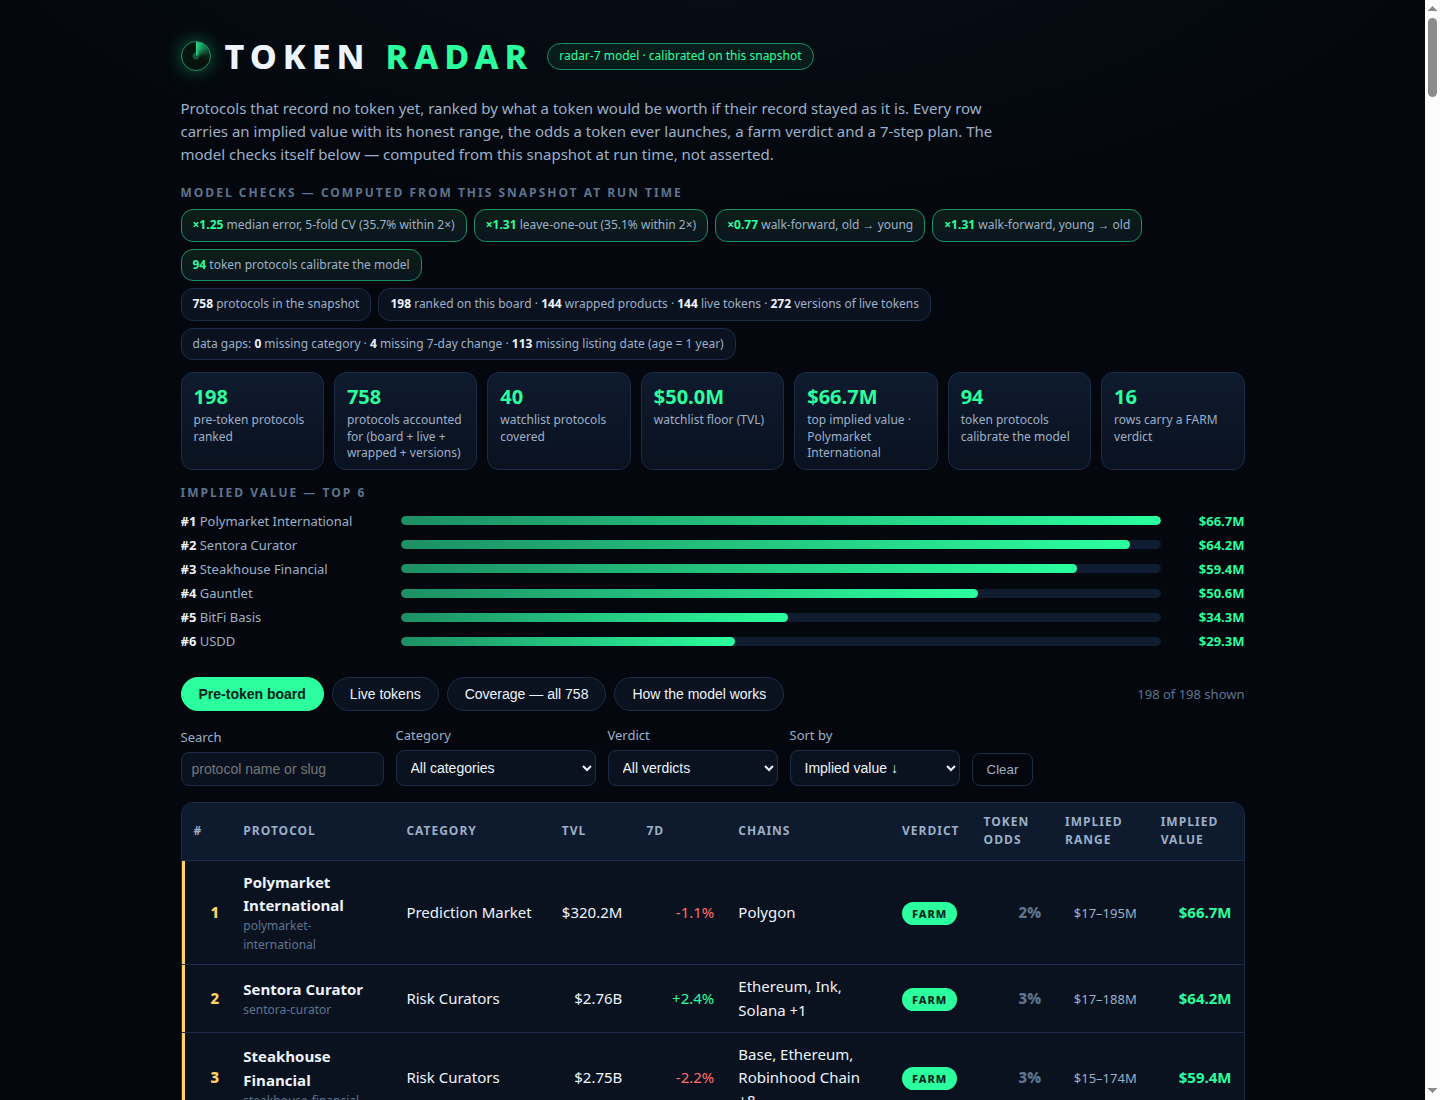 TOKEN RADAR
radar-7 model · calibrated on this snapshot
Protocols that record no token yet, ranked by what a token would be worth if their record stayed as it is. Every row
carries an implied value with its honest range, the odds a token ever launches, a farm verdict and a 7-step plan. The
model checks itself below — computed from this snapshot at run time, not asserted.
MODEL CHECKS — COMPUTED FROM THIS SNAPSHOT AT RUN TIME
×1.25 median error, 5-fold CV (35.7% within 2×)
×1.31 leave-one-out (35.1% within 2×)
×0.77 walk-forward, old → young
×1.31 walk-forward, young → old
94 token protocols calibrate the model
758 protocols in the snapshot
198 ranked on this board · 144 wrapped products · 144 live tokens · 272 versions of live tokens
data gaps: 0 missing category · 4 missing 7-day change · 113 missing listing date (age = 1 year)
198
pre-token protocols
ranked
758
protocols accounted
for (board + live +
wrapped + versions)
40
watchlist protocols
covered
$50.0M
watchlist floor (TVL)
$66.7M
top implied value ·
Polymarket
International
94
token protocols
calibrate the model
16
rows carry a FARM
verdict
IMPLIED VALUE — TOP 6
#1 Polymarket International $66.7M
#2 Sentora Curator $64.2M
#3 Steakhouse Financial $59.4M
#4 Gauntlet $50.6M
#5 BitFi Basis $34.3M
#6 USDD $29.3M
Pre-token board
Live tokens
Coverage — all 758
How the model works
198 of 198 shown
Search
Category
Verdict
Sort by
protocol name or slug
All categories
All verdicts
Implied value ↓
Clear
# PROTOCOL CATEGORY TVL 7D CHAINS VERDICT TOKEN ODDS IMPLIED RANGE IMPLIED VALUE
1
Polymarket
International
polymarket-
international
Prediction Market
$320.2M
-1.1%
Polygon
FARM
2%
$17–195M
$66.7M
2
Sentora Curator
sentora-curator
Risk Curators
$2.76B
+2.4%
Ethereum, Ink,
Solana +1
FARM
3%
$17–188M
$64.2M
3
Steakhouse
Financial
steakhouse-financial
Risk Curators
$2.75B
-2.2%
Base, Ethereum,
Robinhood Chain
+8
FARM
3%
$15–174M
$59.4M